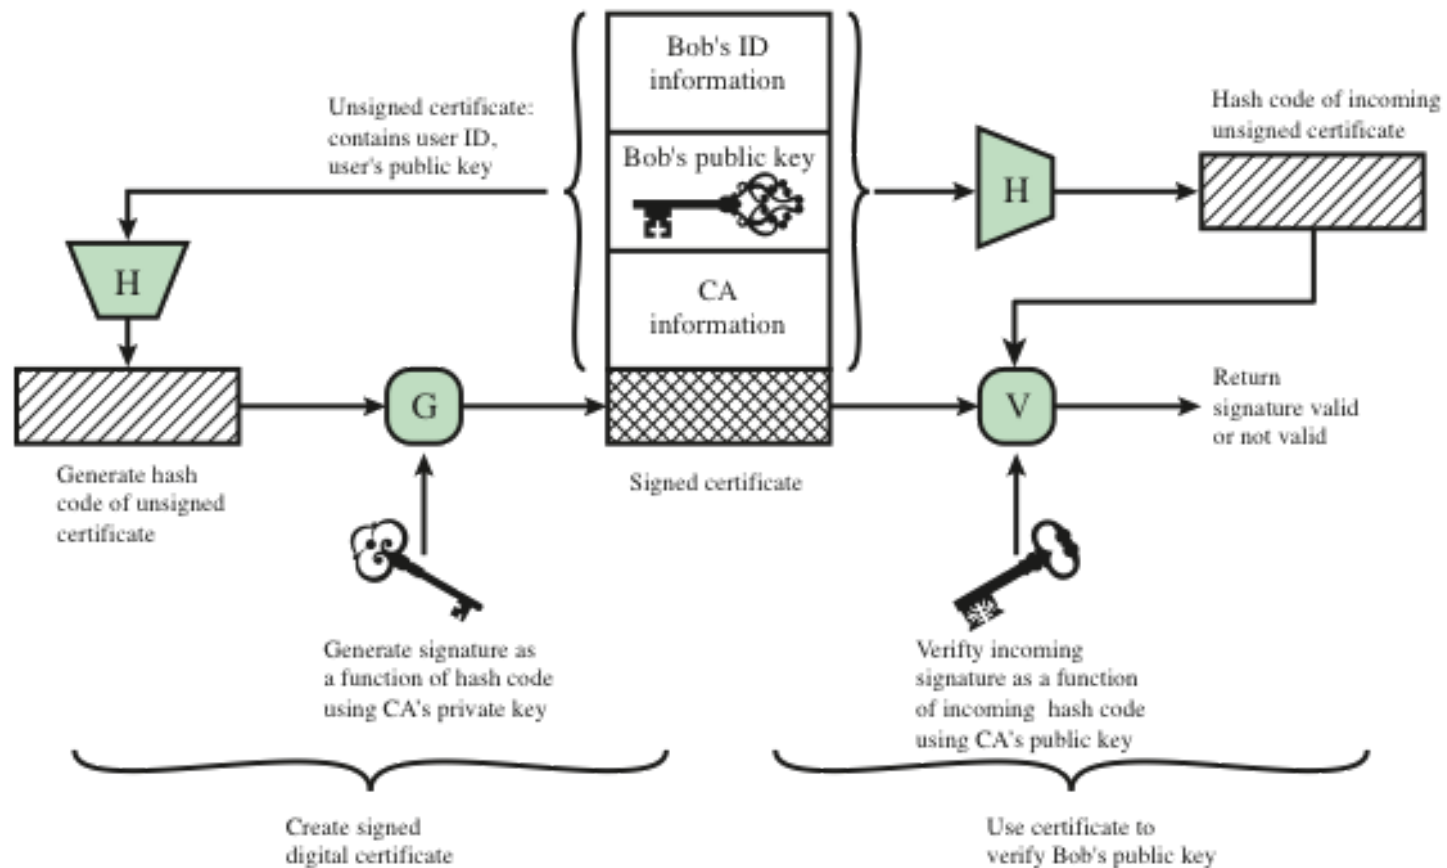 Bob's ID
information
Unsigned certificate:
contains user ID,
user's public key
Bob's public key
Hash code of incoming
unsigned certificate
H
H
CA
information
G
V
Return
signature valid
or not valid
Generate hash
code of unsigned
certificate
Signed certificate
Generate signature as
a function of hash code
using CA's private key
Verifty incoming
signature as a function
of incoming hash code
using CA's public key
Create signed
digital certificate
Use certificate to
verify Bob's public key